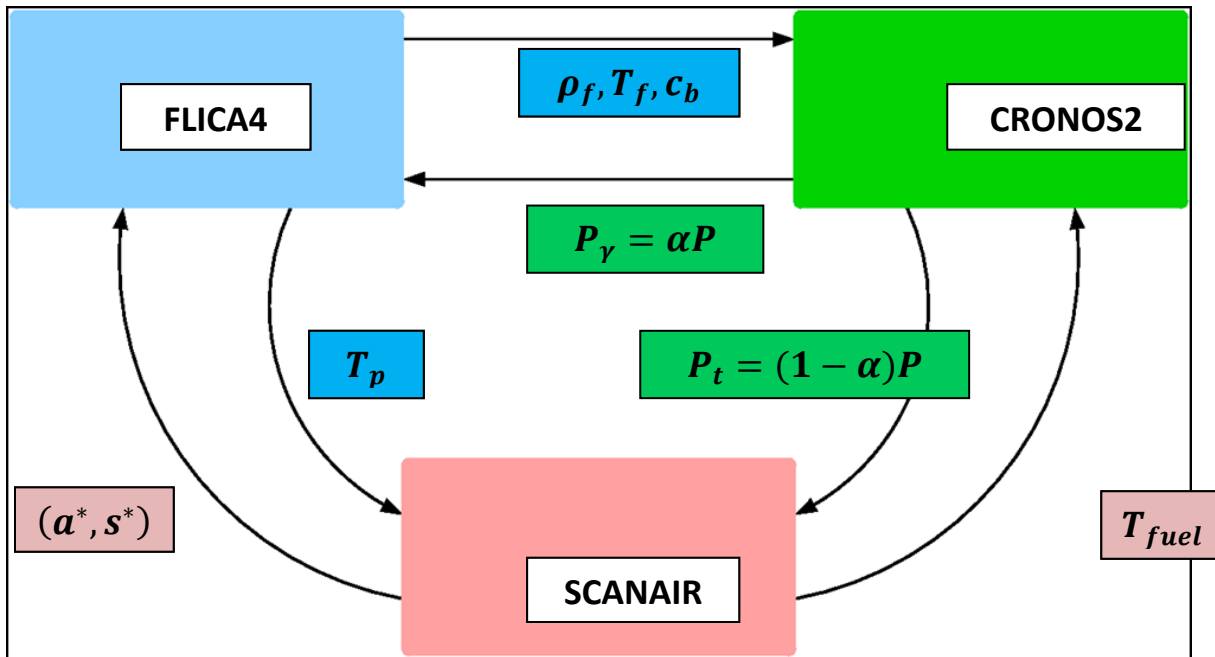 FLICA4
ρ_f, T_f, c_b
CRONOS2
P_γ = αP
T_p
P_t = (1 − α)P
(a*, s*)
T_fuel
SCANAIR